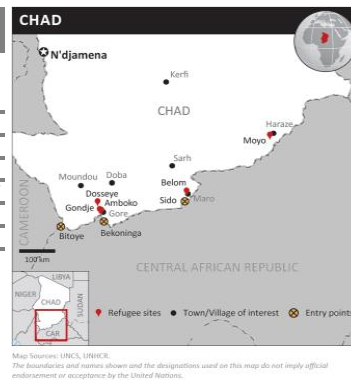 CHAD
N'djamena
Kerfi
CHAD
Haraze
Moyo
Sarh
Moundou Doba
Belom
Dosseye
Sido Maro
Gondje Amboko
Gore
CAMEROON
Bitoye Bekoninga
100 km
CENTRAL AFRICAN REPUBLIC
LIBYA
NIGER
CHAD
SUDAN
CAR
Refugee sites Town/Village of interest Entry points
Map Sources: UNCS, UNHCR.
The boundaries and names shown and the designations used on this map do not imply official
endorsement or acceptance by the United Nations.